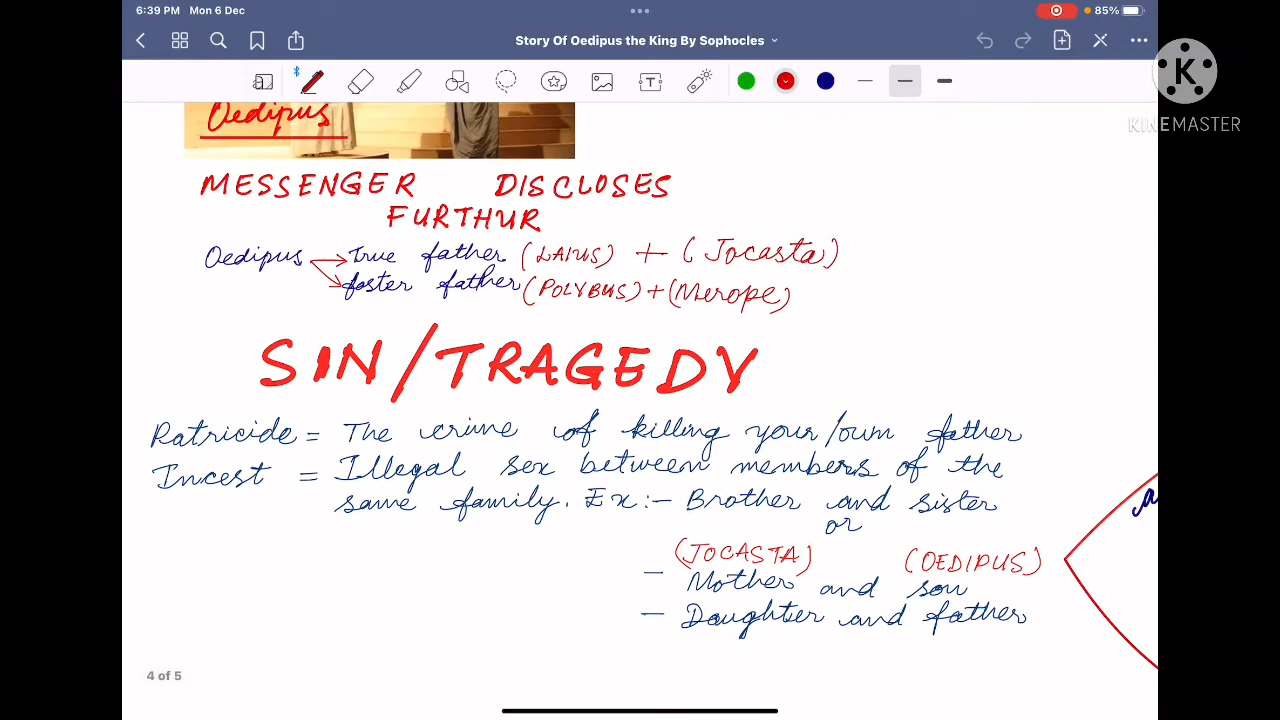 6:39 PM Mon 6 Dec
85%
Story Of Oedipus the King By Sophocles
KINEMASTER
Oedipus
MESSENGER DISCLOSES
FURTHUR
Oedipus True father (LAIUS) + (Jocasta)
foster father (POLYBUS) + (Merope)
SIN/TRAGEDY
Patricide = The crime of killing your/own father
Incest = Illegal sex between members of the
same family. Ex:- Brother and sister
or
(JOCASTA) (OEDIPUS)
- Mother and son
- Daughter and father
4 of 5